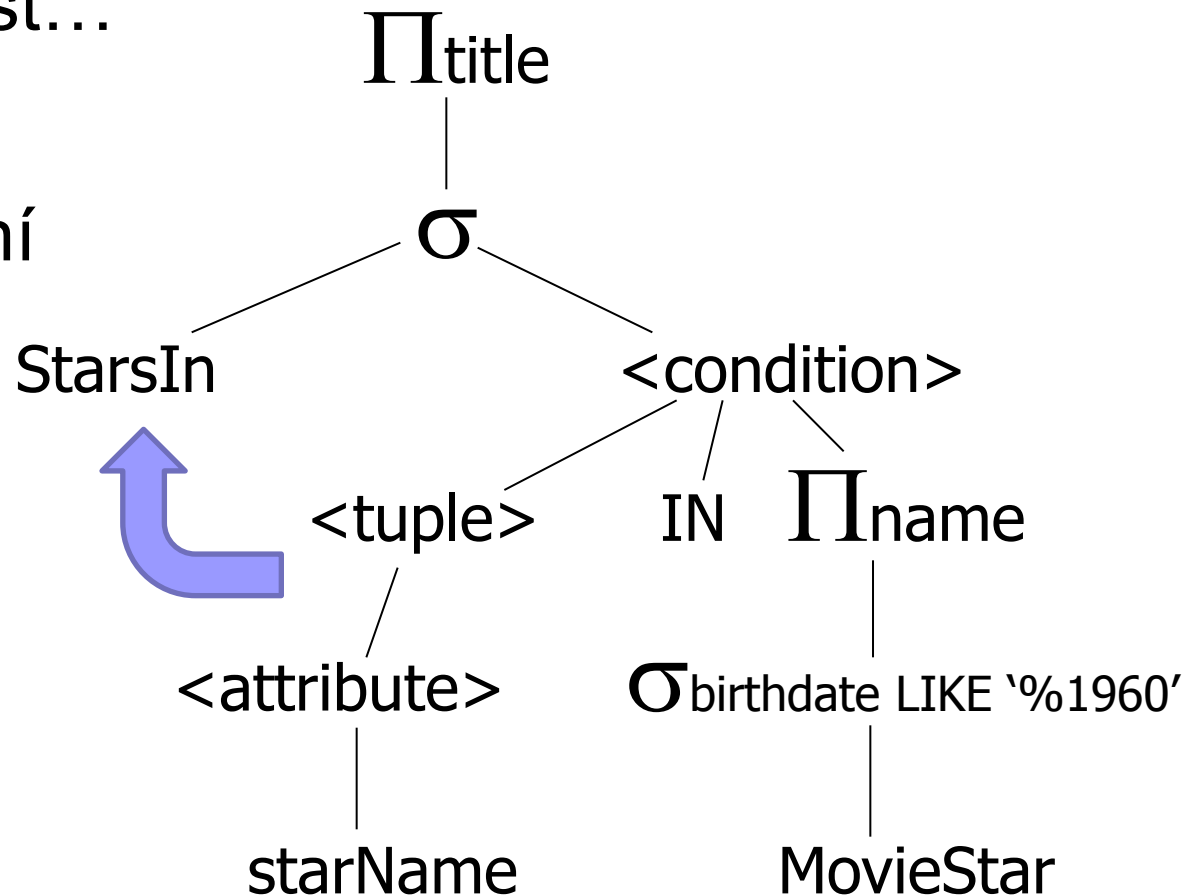 st…
Πtitle
σ
ní
StarsIn
<condition>
<tuple>
IN
Πname
<attribute>
σbirthdate LIKE ‘%1960’
starName
MovieStar